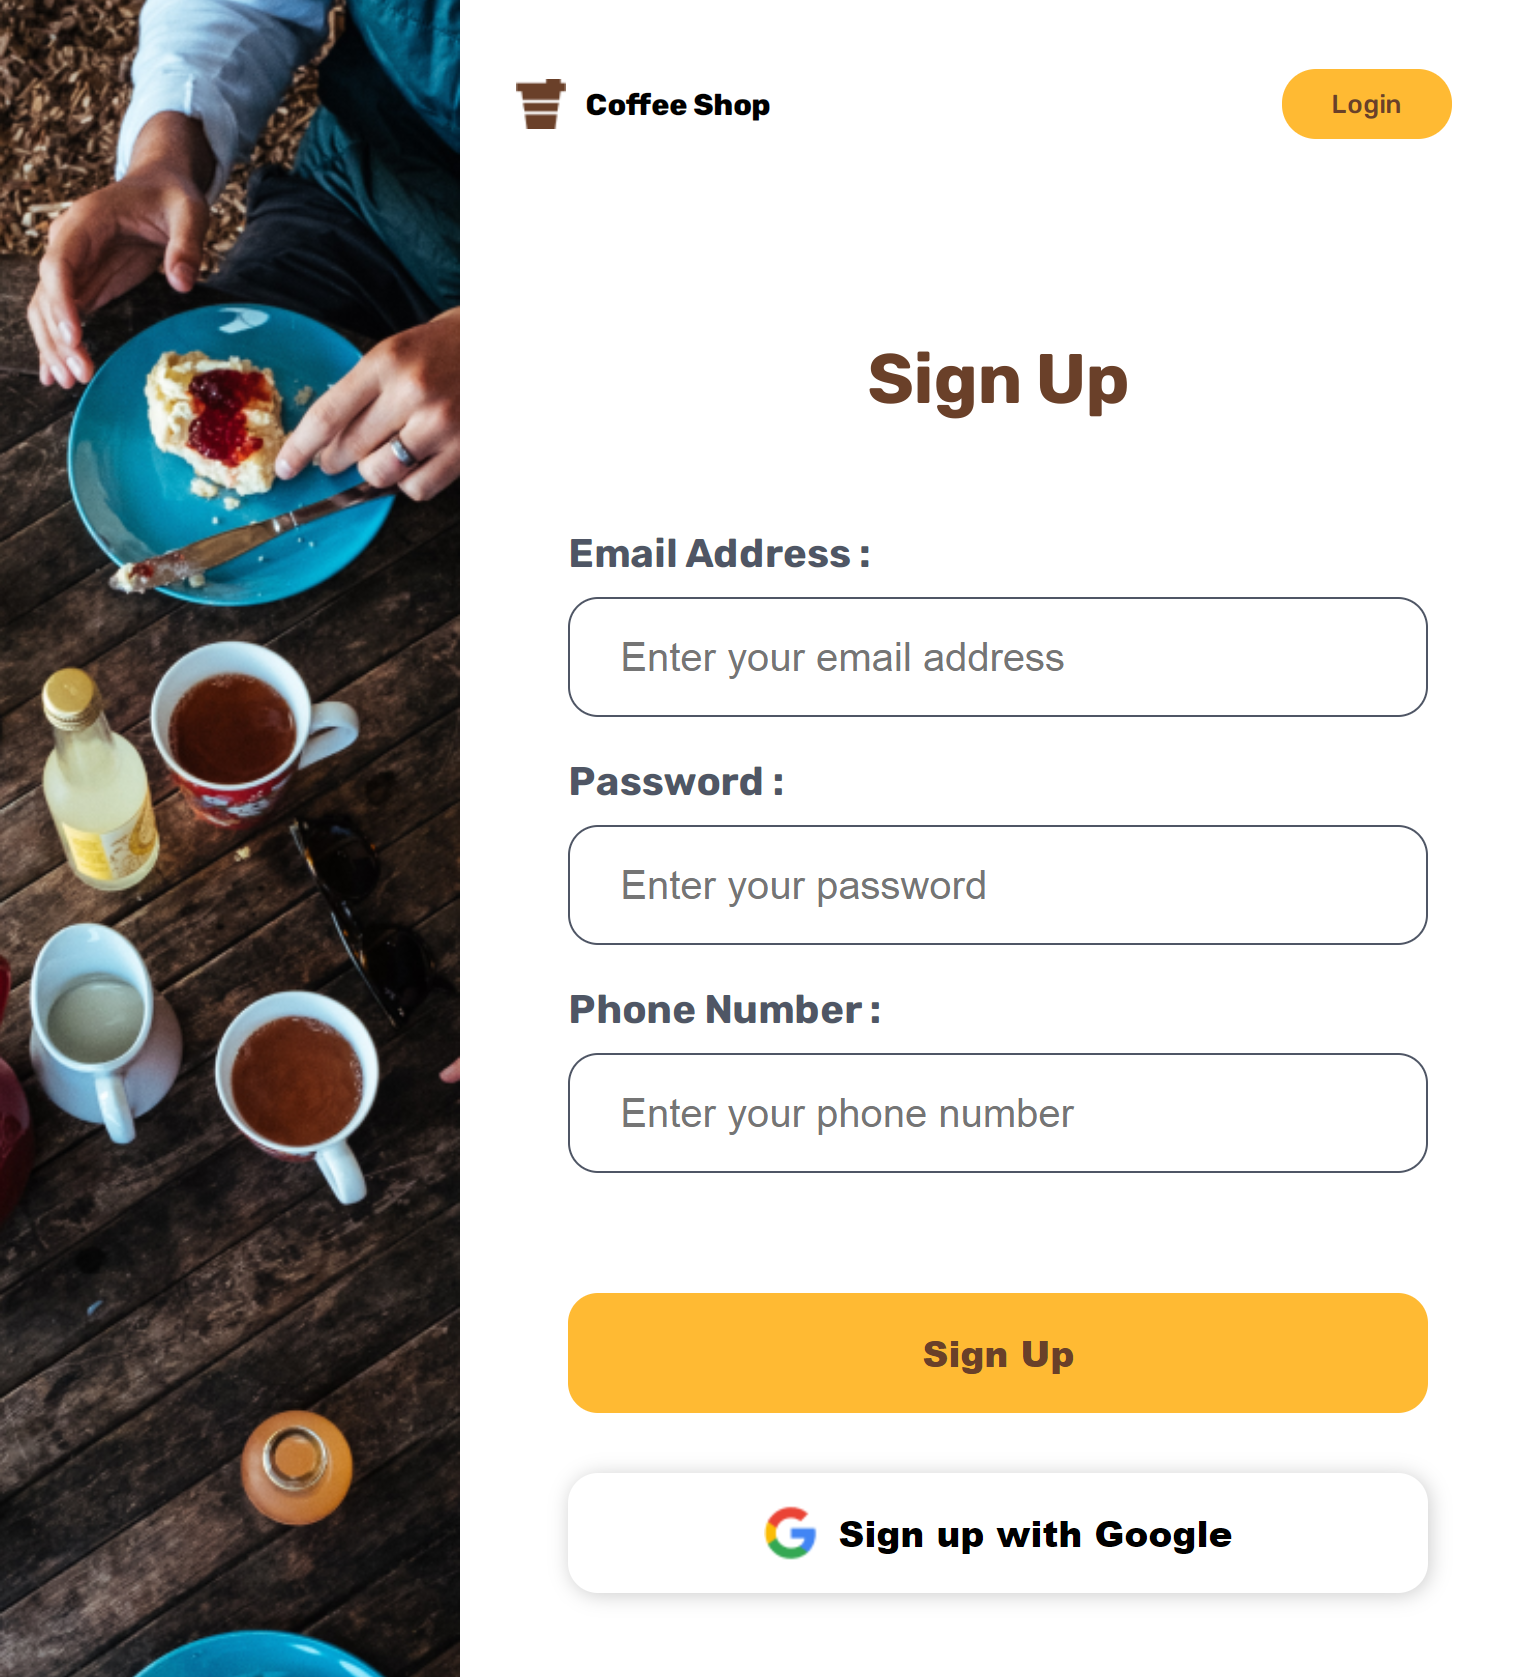 Coffee Shop
Login
Sign Up
Email Address :
Enter your email address
Password :
Enter your password
Phone Number :
Enter your phone number
Sign Up
Sign up with Google